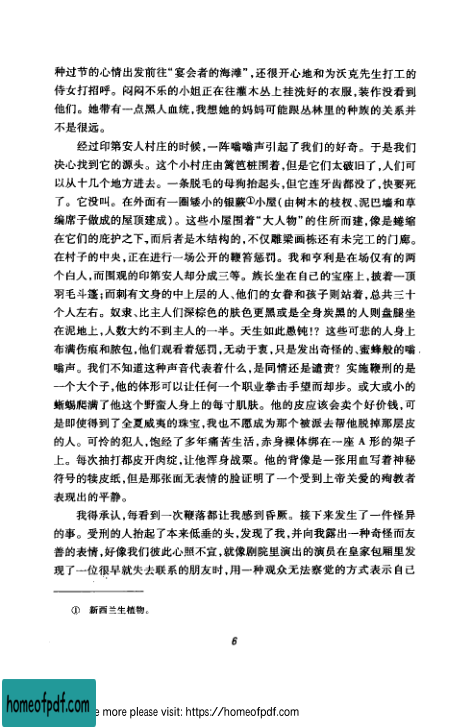 种过节的心情出发前往“宴会者的海滩”,还很开心地和为沃克先生打工的
侍女打招呼。闷闷不乐的小姐正在往灌木丛上挂洗好的衣服,装作没看到
他们。她带有一点黑人血统,我想她的妈妈可能跟丛林里的种族的关系并
不是很远。
经过印第安人村庄的时候,一阵嗡嗡声引起了我们的好奇。于是我们
决心找到它的源头。这个小村庄由篱笆桩围着,但是它们太破旧了,人们可
以从十几个地方进去。一条脱毛的母狗抬起头,但它连牙齿都没了,快要死
了。它没叫。在外面有一圈矮小的银蕨①小屋(由树木的枝杈、泥巴墙和草
编席子做成的屋顶建成)。这些小屋围着“大人物”的住所而建,像是蜷缩
在它们的庇护之下,而后者是木结构的,不仅雕梁画栋还有未完工的门廊。
在村子的中央,正在进行一场公开的鞭笞惩罚。我和亨利是在场仅有的两
个白人,而围观的印第安人却分成三等。族长坐在自己的宝座上,披着一顶
羽毛斗篷;而刺有文身的中上层的人、他们的女眷和孩子则站着,总共三十
个人左右。奴隶、比主人们深棕色的肤色更黑或是全身炭黑的人则盘腿坐
在泥地上,人数大约不到主人的一半。天生如此愚钝!?这些可悲的人身上
布满伤痕和脓包,他们观看着惩罚,无动于衷,只是发出奇怪的、蜜蜂般的嗡
嗡声。我们不知道这种声音代表着什么,是同情还是谴责?实施鞭刑的是
一个大个子,他的体形可以让任何一个职业拳击手望而却步。或大或小的
蜥蜴爬满了他这个野蛮人身上的每寸肌肤。他的皮应该会卖个好价钱,可
是即使得到了全夏威夷的珠宝,我也不愿成为那个被派去帮他脱掉那层皮
的人。可怜的犯人,饱经了多年痛苦生活,赤身裸体绑在一座 A 形的架子
上。每次抽打都皮开肉绽,让他浑身战栗。他的背像是一张用血写着神秘
符号的犊皮纸,但是那张面无表情的脸证明了一个受到上帝关爱的殉教者
表现出的平静。
我得承认,每看到一次鞭落都让我感到昏厥。接下来发生了一件怪异
的事。受刑的人抬起了本来低垂的头,发现了我,并向我露出一种奇怪而友
善的表情,好像我们彼此心照不宣,就像剧院里演出的演员在皇家包厢里发
现了一位很早就失去联系的朋友时,用一种观众无法察觉的方式表示自己
① 新西兰生植物。
6
homeofpdf.com
e more please visit: https://homeofpdf.com